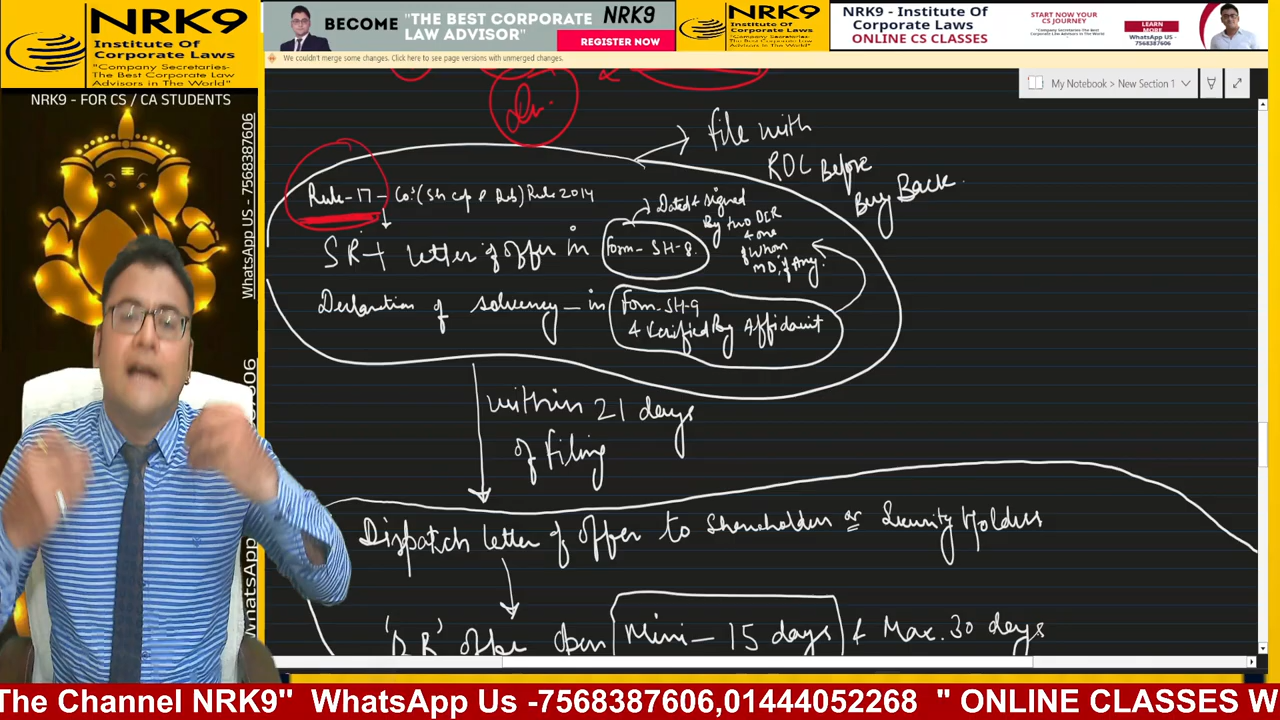 NRK9
Institute Of
Corporate Laws
"Company Secretaries-
The Best Corporate Law
Advisors in The World"
NRK9 - FOR CS / CA STUDENTS
BECOME "THE BEST CORPORATE LAW ADVISOR" NRK9
REGISTER NOW
NRK9
Institute Of
Corporate Laws
NRK9 - Institute Of
Corporate Laws
ONLINE CS CLASSES
START NOW YOUR
CS JOURNEY
LEARN
MORE
WhatsApp US -
7568387606
We couldn't merge some changes. Click here to see page versions with unmerged changes.
My Notebook > New Section 1
WhatsApp US - 7568387606
File with
ROC Before
Buy Back.
Rule-17 - Co's (Sh cap & Deb) Rule 2014
SR + letter of offer in Form-SH-8.
Dated & signed
By two DCR
& one
of Whom
MD, if Any.
Declaration of solvency - in Form-SH-9
& Verified By Affidavit
within 21 days
of filing
Dispatch letter of offer to Shareholders or Security Holders
'B.B' offer open Mini - 15 days & Max. 30 days
The Channel NRK9" WhatsApp Us -7568387606,01444052268 " ONLINE CLASSES W